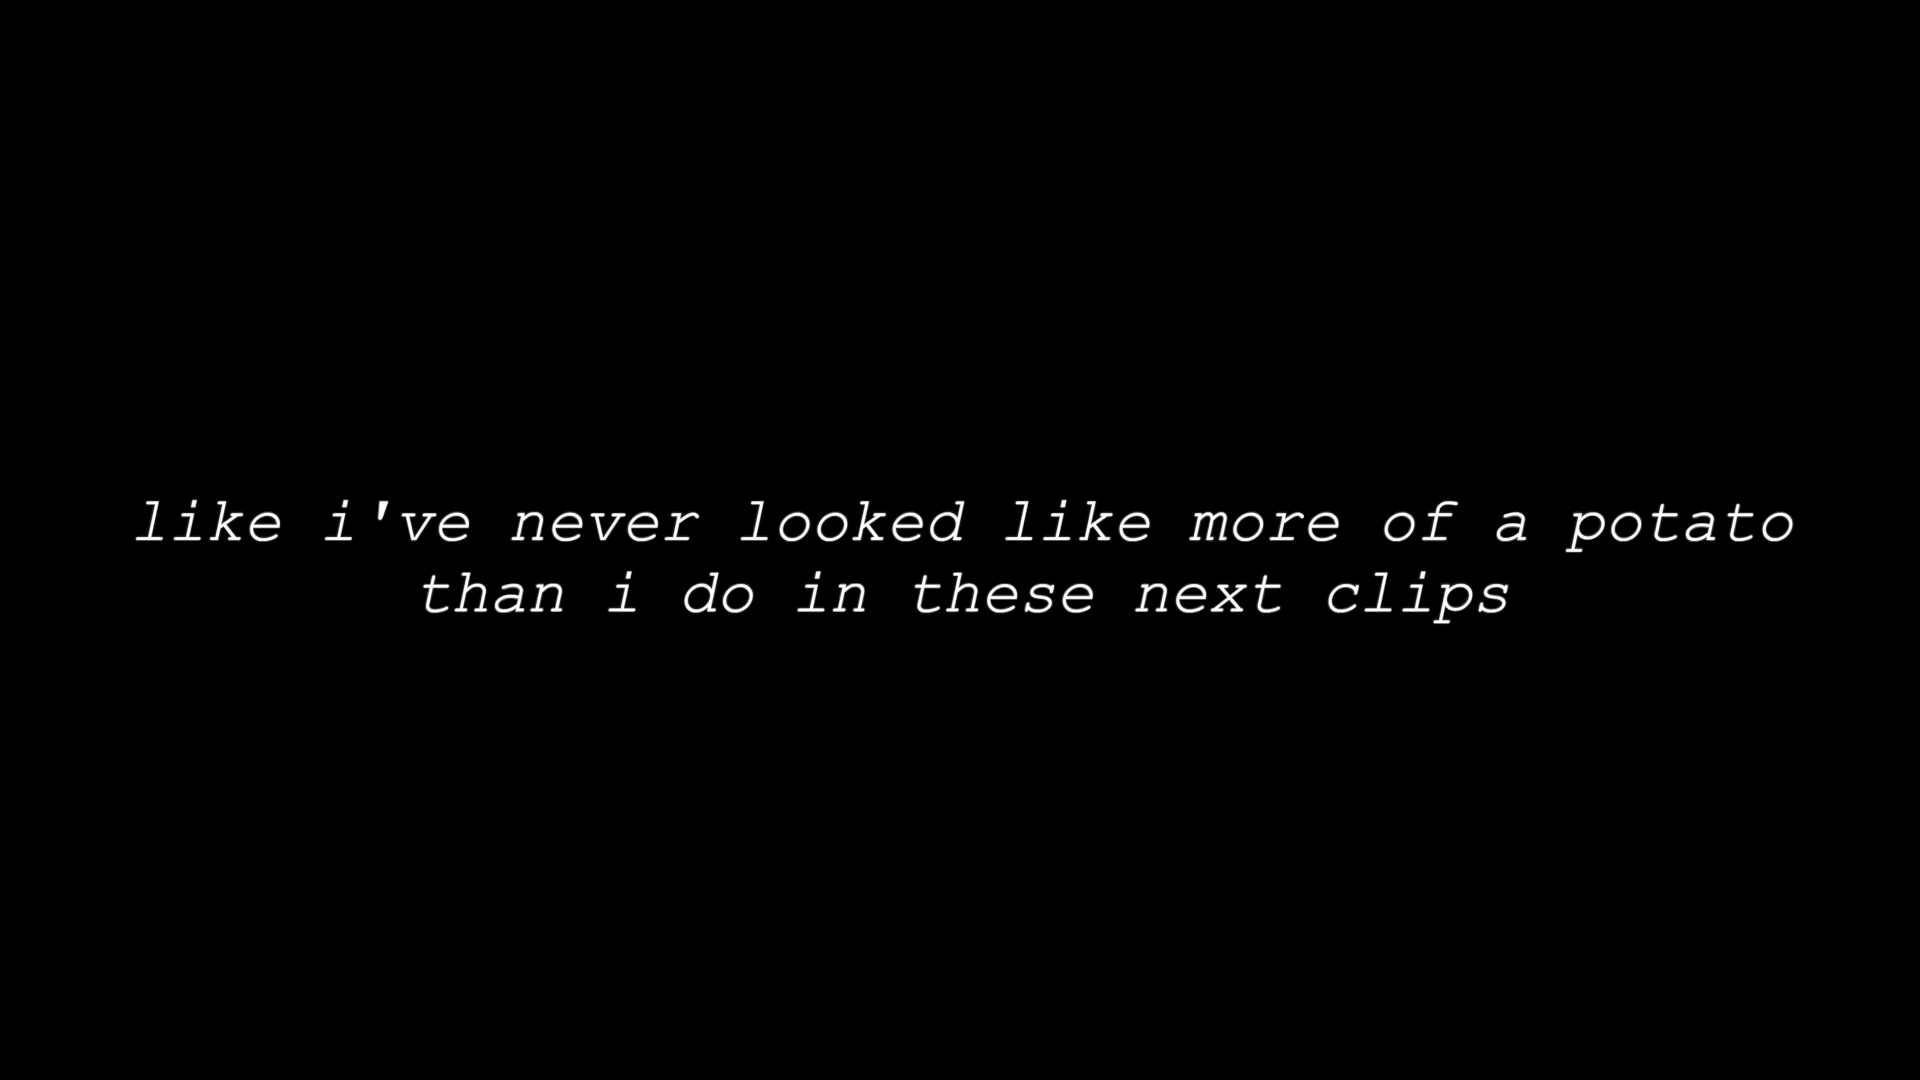 like i've never looked like more of a potato
than i do in these next clips